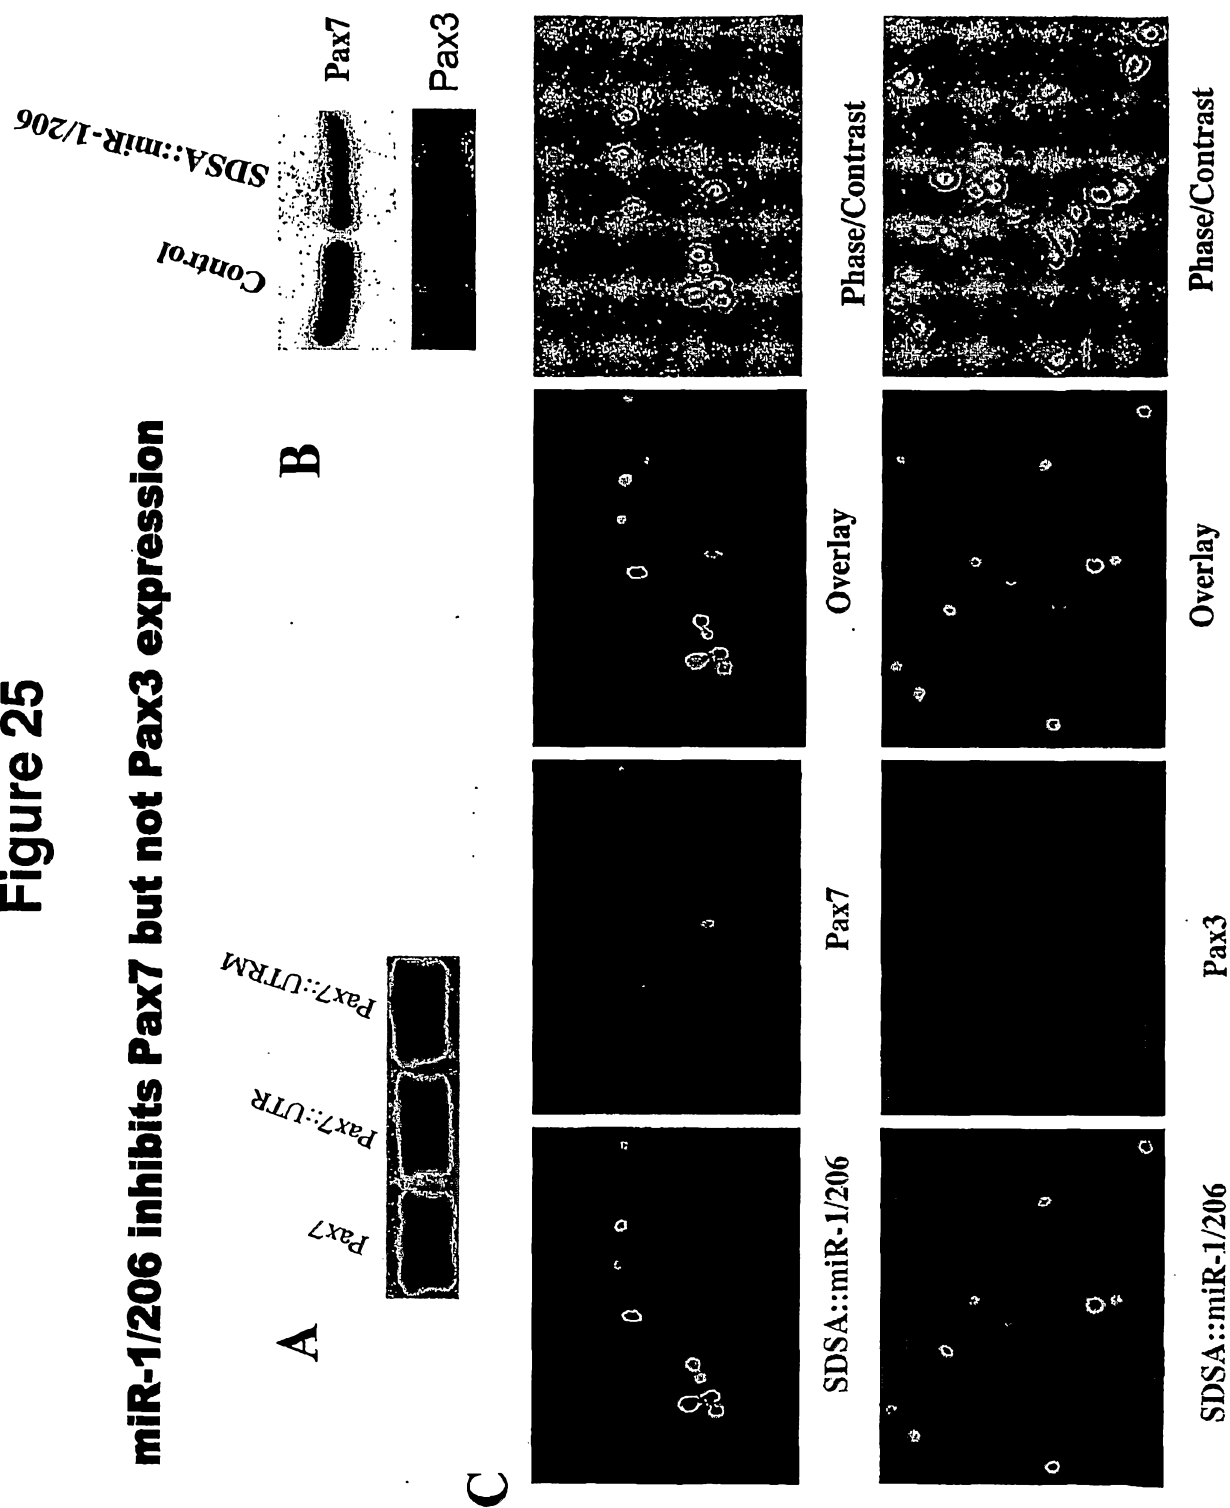 Figure 25
miR-1/206 inhibits Pax7 but not Pax3 expression
A
Pax7
Pax7::UTR
Pax7::UTRM
B
Control
SDSA::miR-1/206
Pax7
Pax3
C
SDSA::miR-1/206
Pax7
Overlay
Phase/Contrast
SDSA::miR-1/206
Pax3
Overlay
Phase/Contrast